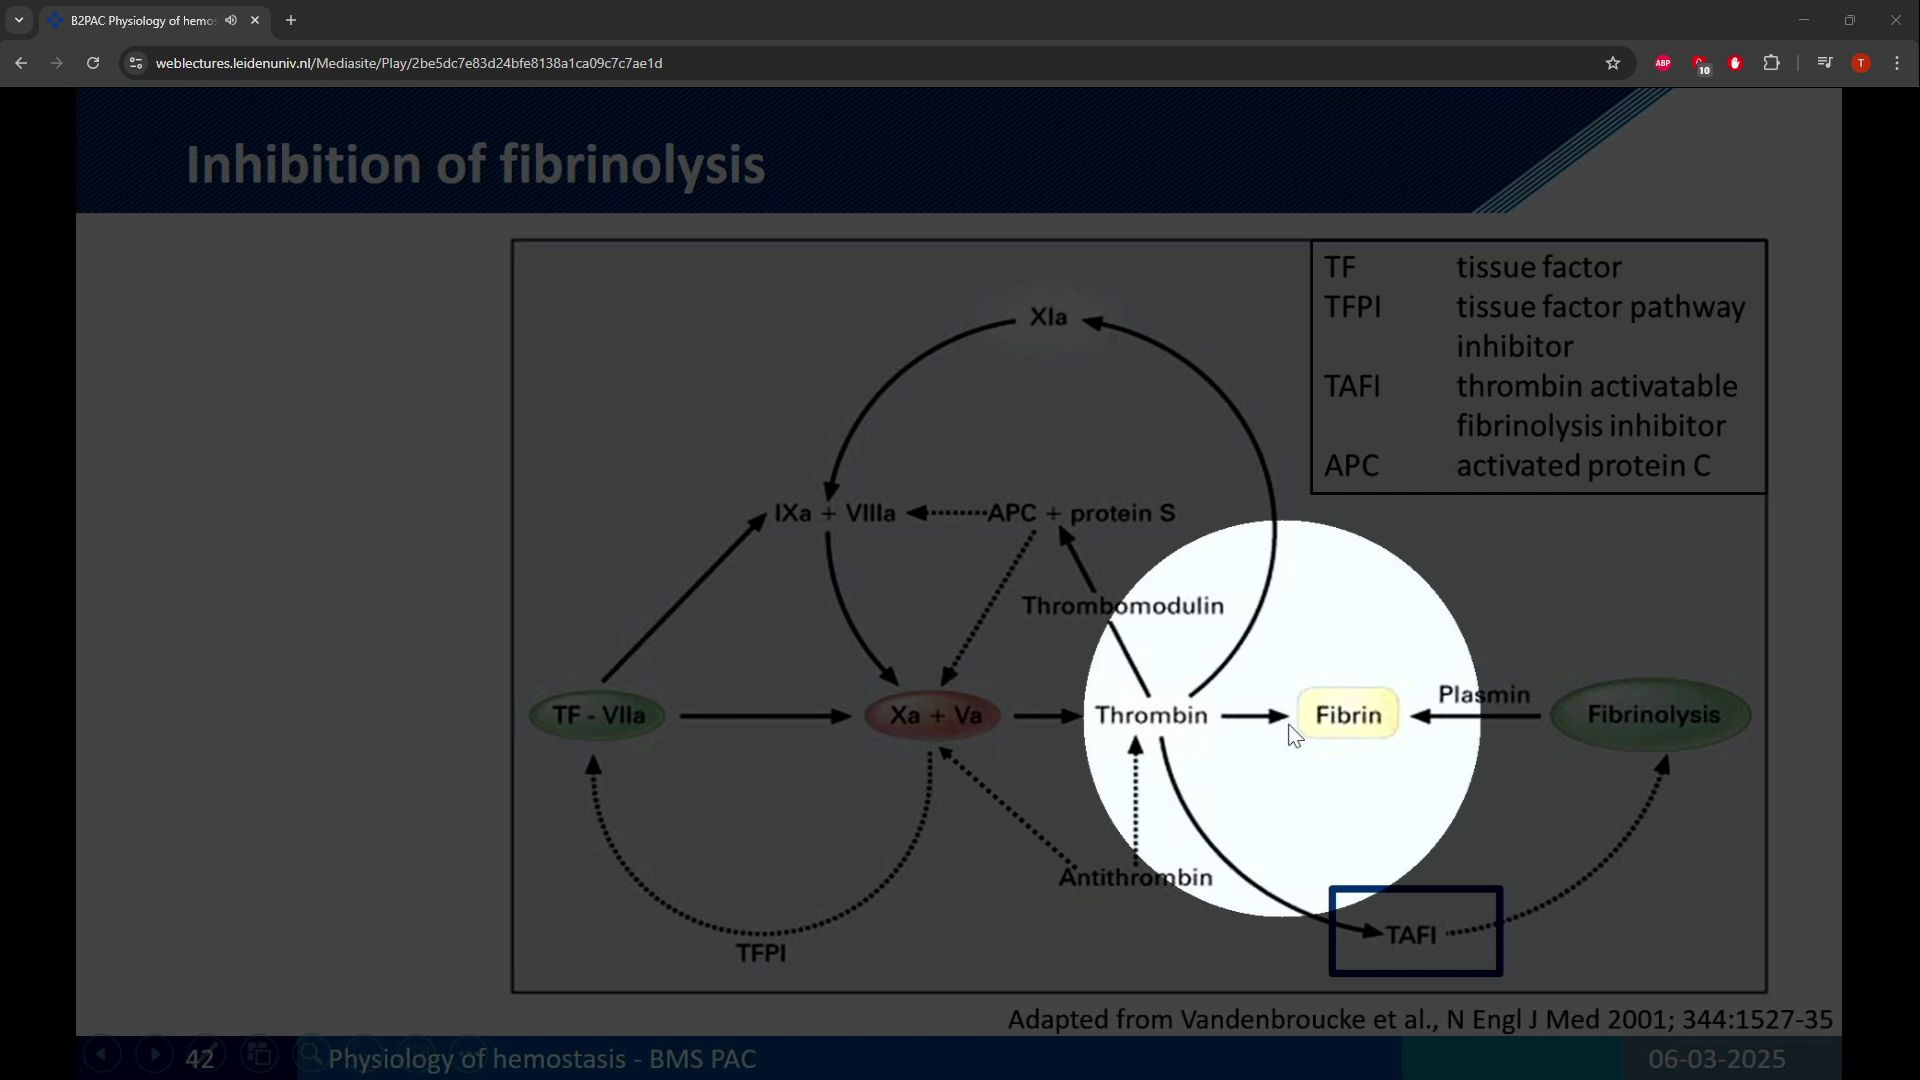 B2PAC Physiology of hemos
weblectures.leidenuniv.nl/Mediasite/Play/2be5dc7e83d24bfe8138a1ca09c7c7ae1d
ABP
10
T
Inhibition of fibrinolysis
TF tissue factor
TFPI tissue factor pathway
inhibitor
TAFI thrombin activatable
fibrinolysis inhibitor
APC activated protein C
XIa
IXa + VIIIa
APC + protein S
Thrombomodulin
Plasmin
TF - VIIa
Xa + Va
Thrombin
Fibrin
Fibrinolysis
Antithrombin
TAFI
TFPI
Adapted from Vandenbroucke et al., N Engl J Med 2001; 344:1527-35
42
Physiology of hemostasis - BMS PAC
06-03-2025